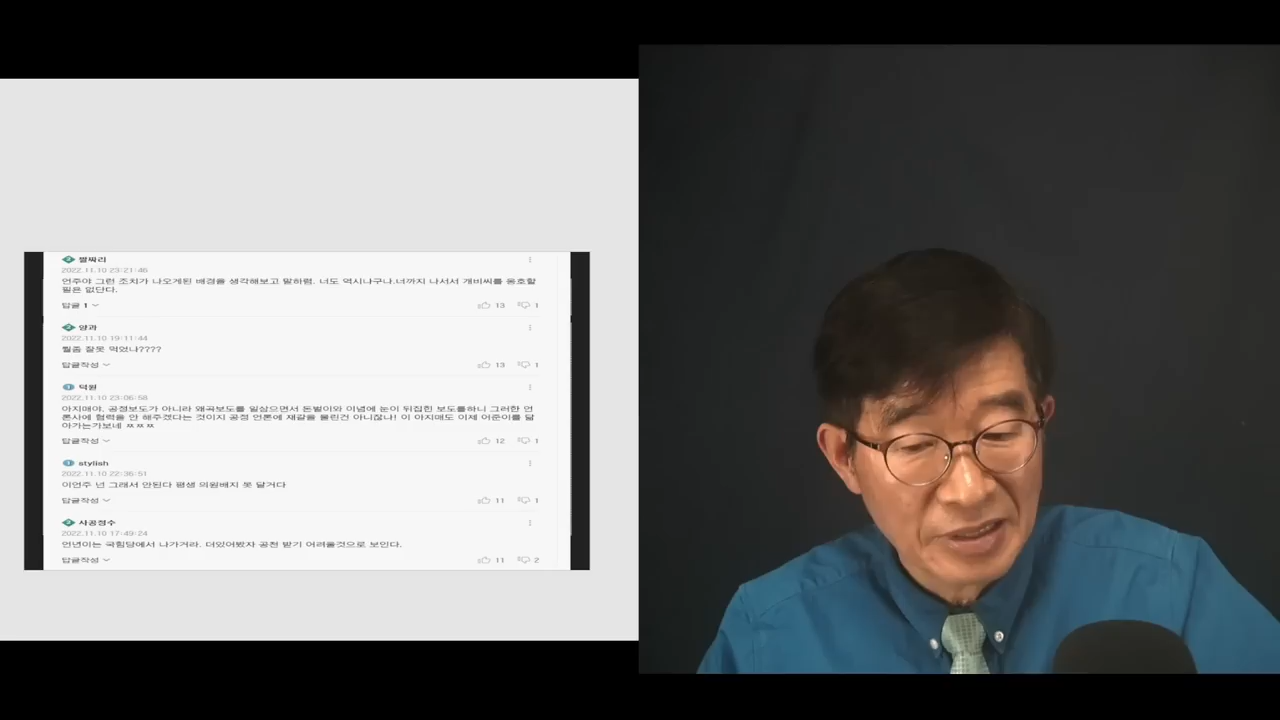 짤짜리
2022.11.10 23:21:46
언주야 그런 조치가 나오게된 배경을 생각해보고 말하렴. 너도 역시나구나.너까지 나서서 개비씨를 옹호할
필욘 없단다.
답글 1
13 1
양과
2022.11.10 19:11:44
뭘좀 잘못 먹었냐????
답글작성
13 1
덕원
2022.11.10 23:06:58
아지매야, 공정보도가 아니라 왜곡보도를 일삼으면서 돈벌이와 이념에 눈이 뒤집힌 보도를하니 그러한 언
론사에 협력을 안 해주겠다는 것이지 공정 언론에 재갈을 물린건 아니잖나! 이 아지매도 이제 어준이를 닮
아가는가보네 ㅉㅉㅉ
답글작성
12 1
stylish
2022.11.10 22:36:51
이언주 넌 그래서 안된다 평생 의원배지 못 달거다
답글작성
11 1
사공정수
2022.11.10 17:49:24
언년이는 국힘당에서 나가거라. 더있어봤자 공천 받기 어려울것으로 보인다.
답글작성
11 2